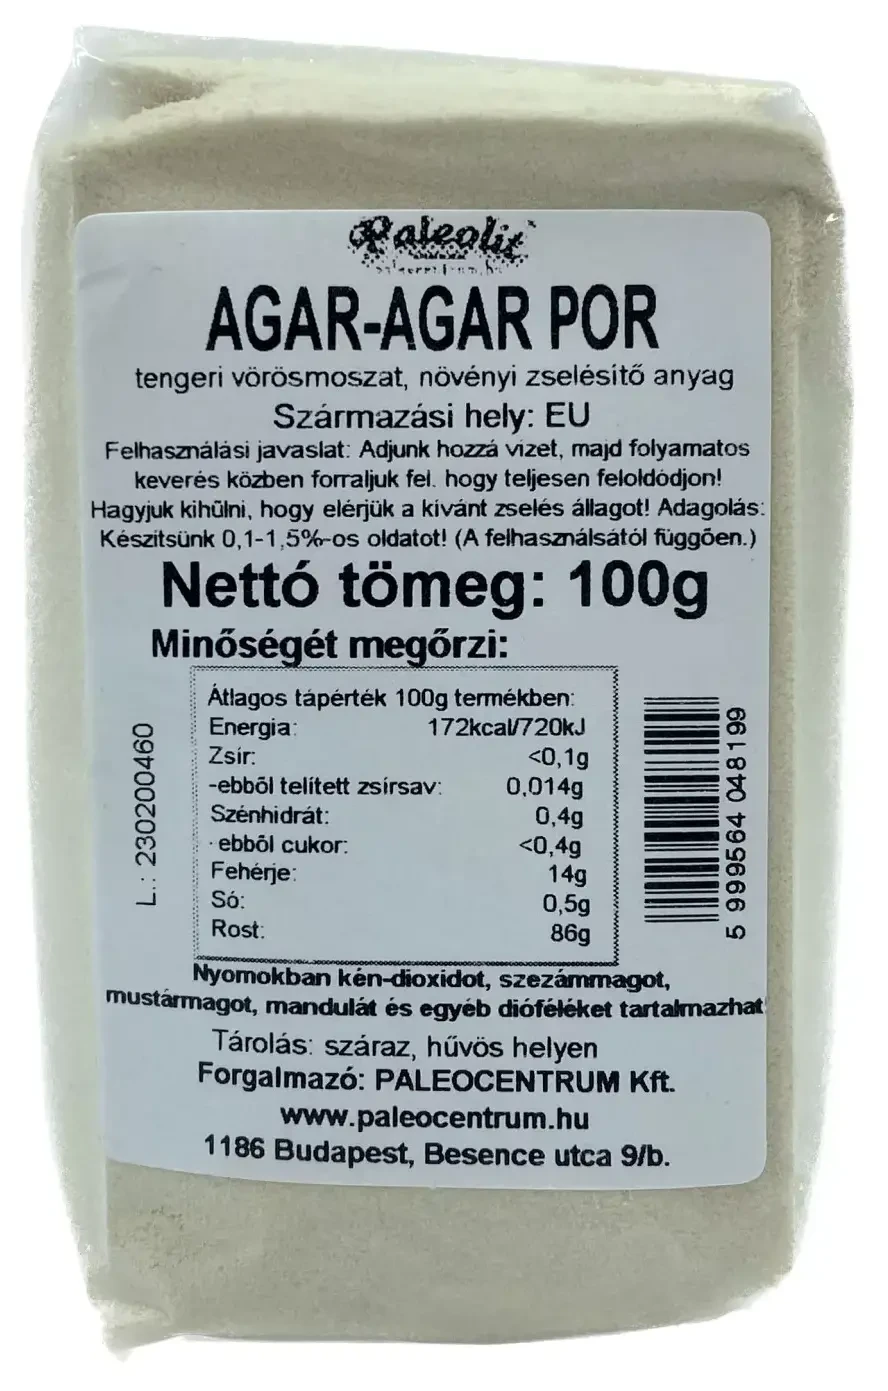 Paleolit
AGAR-AGAR POR
tengeri vörösmoszat, növényi zselésítő anyag
Származási hely: EU
Felhasználási javaslat: Adjunk hozzá vizet, majd folyamatos
keverés közben forraljuk fel. hogy teljesen feloldódjon!
Hagyjuk kihűlni, hogy elérjük a kívánt zselés állagot! Adagolás:
Készítsünk 0,1-1,5%-os oldatot! (A felhasználsától függően.)
Nettó tömeg: 100g
Minőségét megőrzi:
Átlagos tápérték 100g termékben:
Energia: 172kcal/720kJ
Zsír: <0,1g
-ebből telített zsírsav: 0,014g
Szénhidrát: 0,4g
- ebből cukor: <0,4g
Fehérje: 14g
Só: 0,5g
Rost: 86g
L.: 230200460
5 999564 048199
Nyomokban kén-dioxidot, szezámmagot,
mustármagot, mandulát és egyéb dióféléket tartalmazhat!
Tárolás: száraz, hűvös helyen
Forgalmazó: PALEOCENTRUM Kft.
www.paleocentrum.hu
1186 Budapest, Besence utca 9/b.